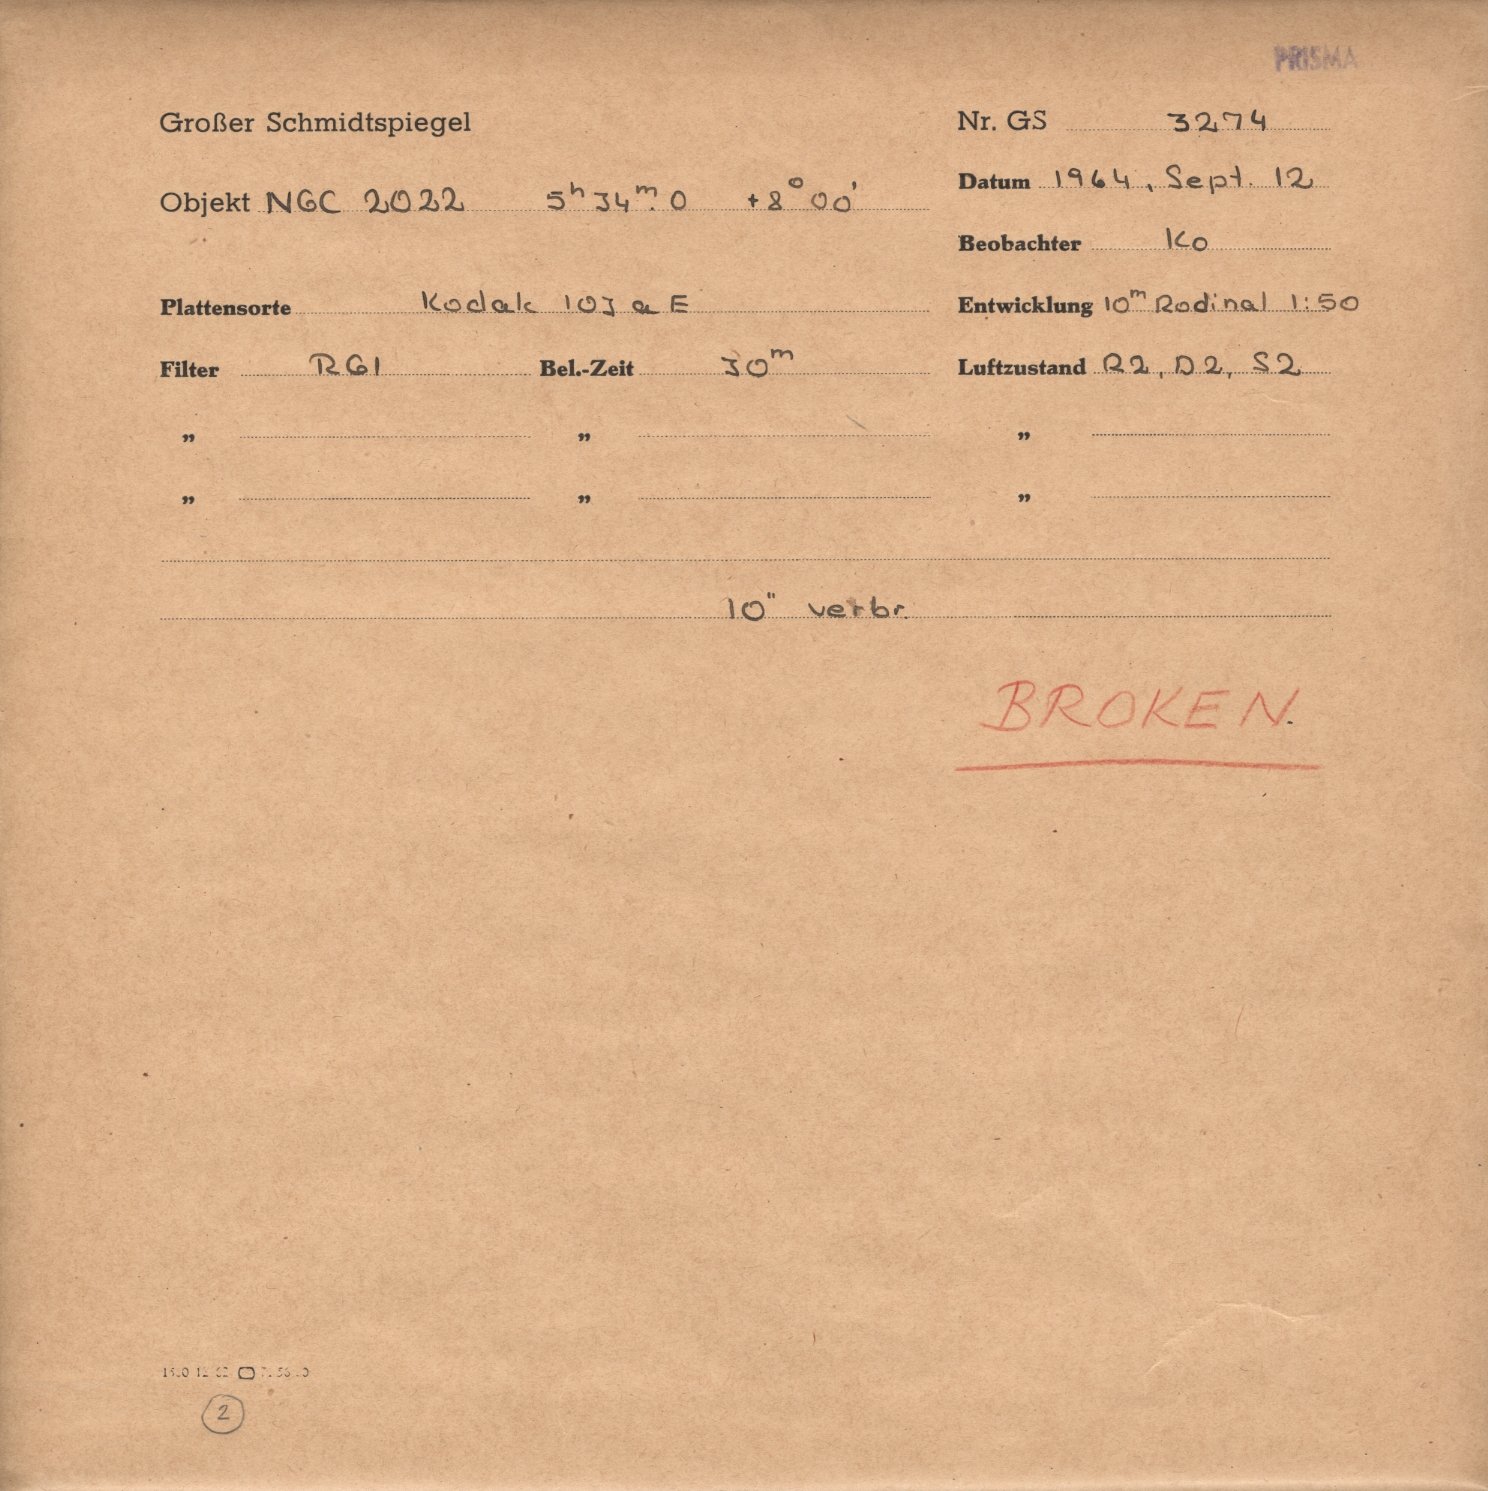 PRISMA
Großer Schmidtspiegel Nr. GS 3274
Datum 1964, Sept. 12
Objekt NGC 2022 5ʰ 34ᵐ.0 +8° 00'
Beobachter Ko
Plattensorte Kodak 103 a E Entwicklung 10ᵐ Rodinal 1:50
Filter RG1 Bel.-Zeit 30ᵐ Luftzustand R2, D2, S2
„ „ „
„ „ „
10" verbr.
BROKEN.
2